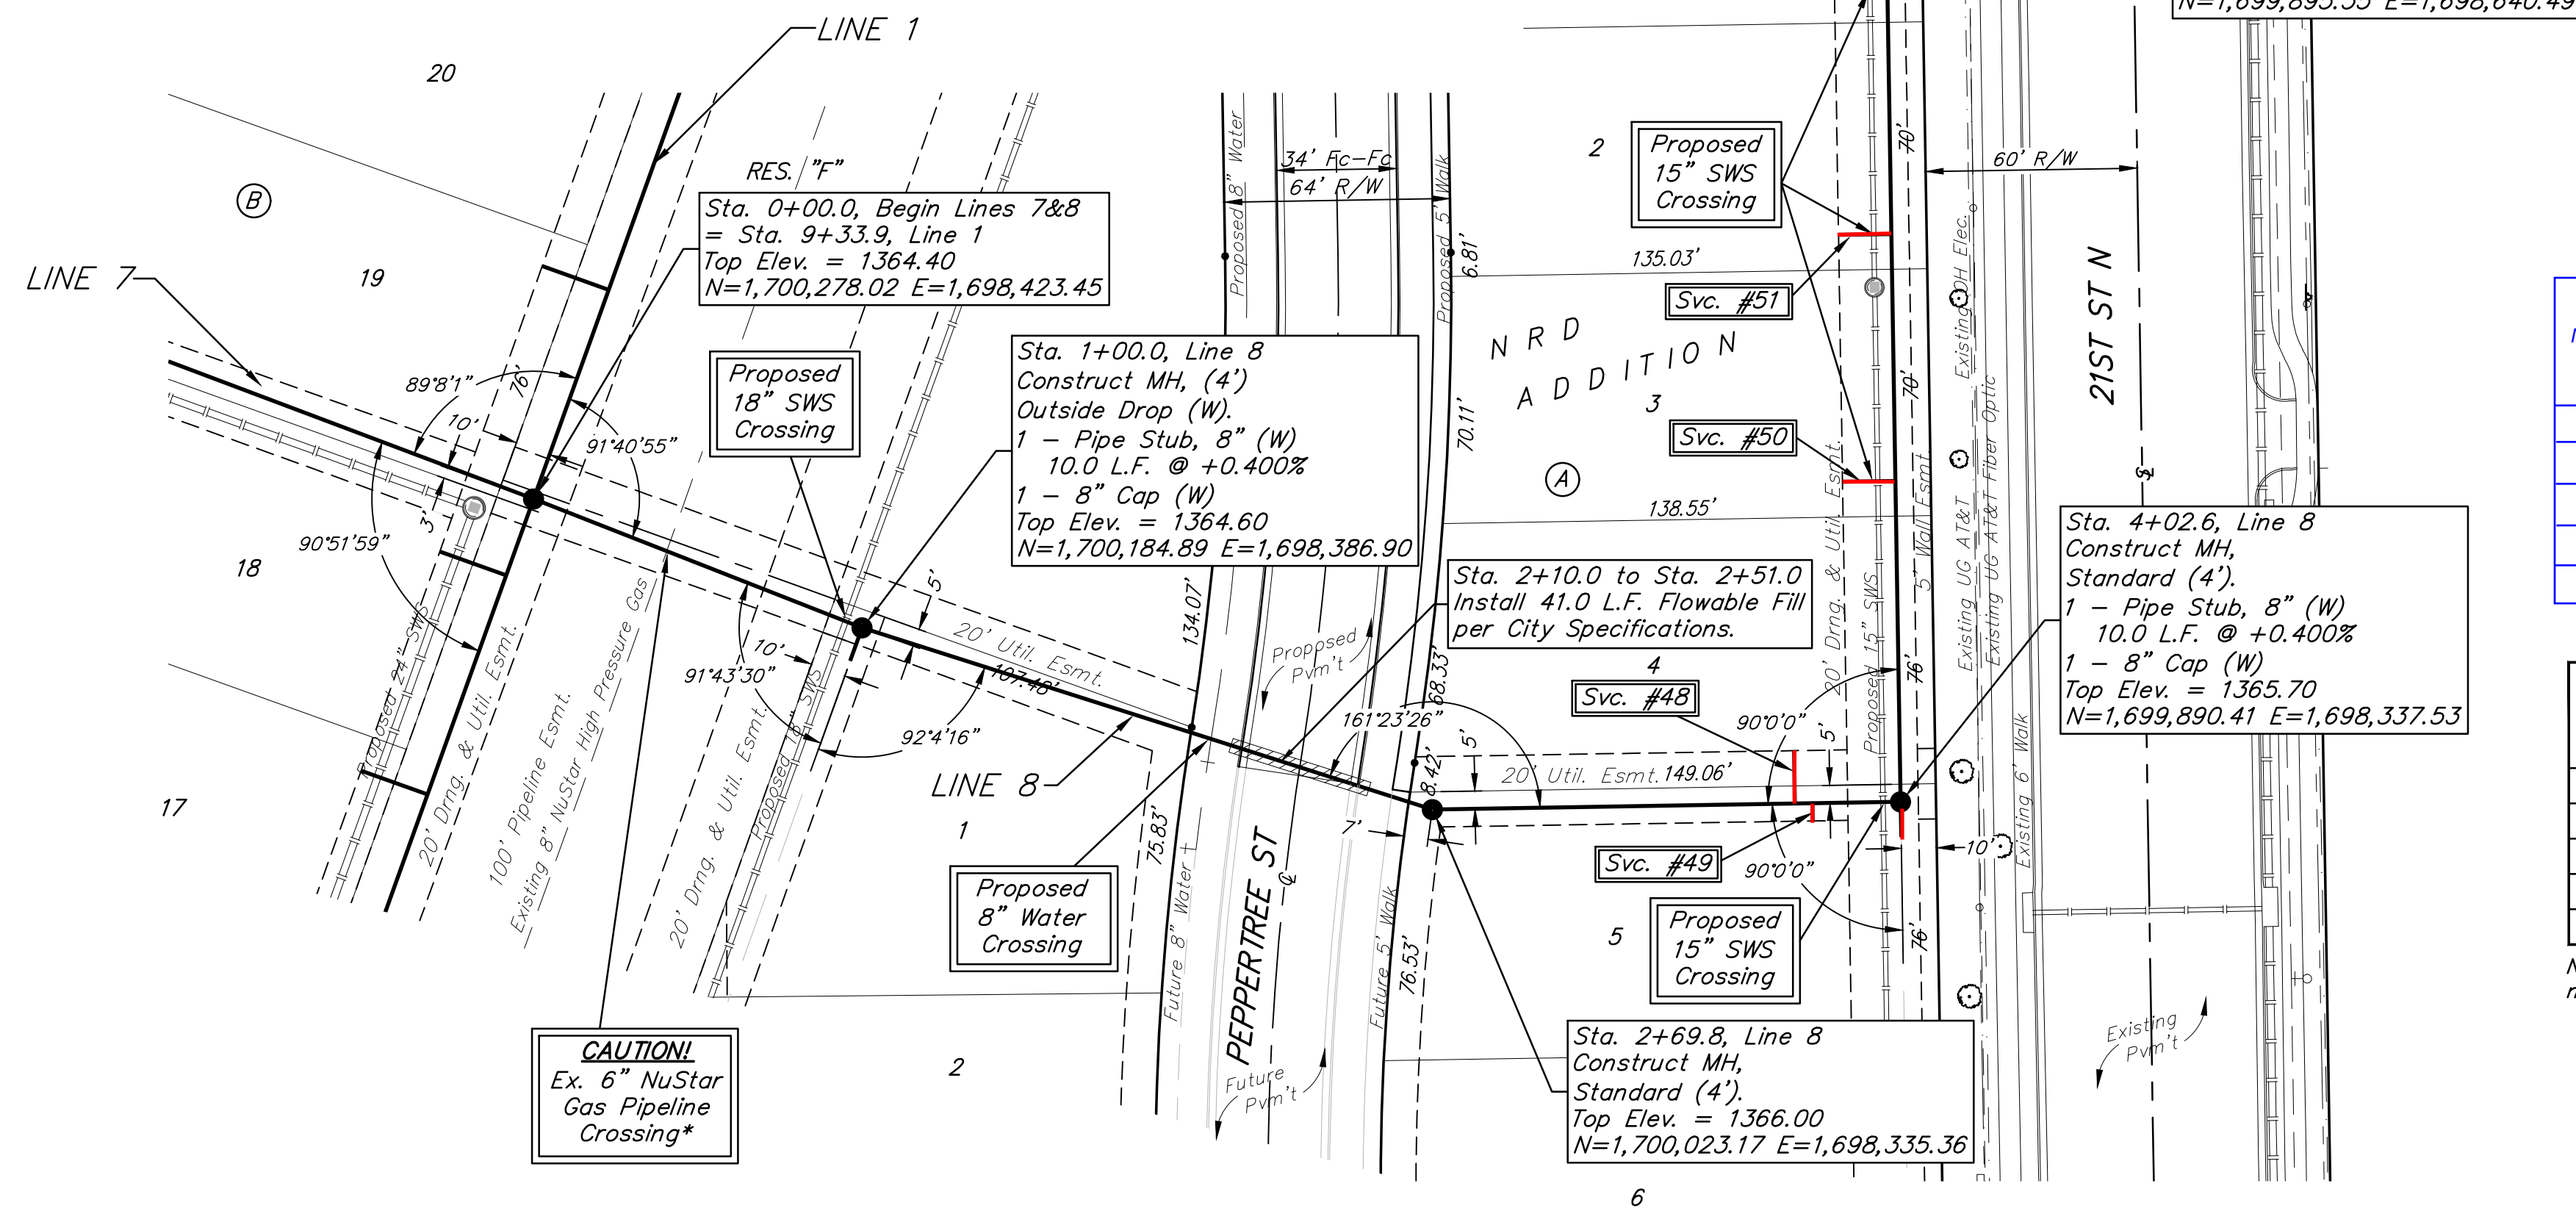 LINE 1
20
N=1,699,895.55 E=1,698,640.49
B
RES. "F"
Sta. 0+00.0, Begin Lines 7&8
= Sta. 9+33.9, Line 1
Top Elev. = 1364.40
N=1,700,278.02 E=1,698,423.45
LINE 7
19
89°8'1"
76'
10'
91°40'55"
3'
90°51'59"
18
17
Proposed
18" SWS
Crossing
Sta. 1+00.0, Line 8
Construct MH, (4')
Outside Drop (W).
1 - Pipe Stub, 8" (W)
10.0 L.F. @ +0.400%
1 - 8" Cap (W)
Top Elev. = 1364.60
N=1,700,184.89 E=1,698,386.90
Proposed 8" Water
34' Fc-Fc
64' R/W
Proposed 5' Walk
6.81'
70.11'
2
Proposed
15" SWS
Crossing
70'
60' R/W
135.03'
Svc. #51
N R D
A D D I T I O N
3
Svc. #50
A
138.55'
70'
20' Drng. & Util. Esmt.
Proposed 15" SWS
5' Wall Esmt.
Existing OH Elec.
Existing UG AT&T
Existing UG AT&T Fiber Optic
Existing 6' Walk
21ST ST N
Sta. 4+02.6, Line 8
Construct MH,
Standard (4').
1 - Pipe Stub, 8" (W)
10.0 L.F. @ +0.400%
1 - 8" Cap (W)
Top Elev. = 1365.70
N=1,699,890.41 E=1,698,337.53
Sta. 2+10.0 to Sta. 2+51.0
Install 41.0 L.F. Flowable Fill
per City Specifications.
4
Svc. #48
5'
20' Util. Esmt.
107.48'
134.07'
Proposed
Pvm't
68.33'
161°23'26"
8.42'
5'
20' Util. Esmt.
149.06'
90°0'0"
5'
76'
10'
91°43'30"
92°4'16"
LINE 8
1
75.83'
7'
Svc. #49
90°0'0"
10'
76'
Proposed 24" SWS
20' Drng. & Util. Esmt.
100' Pipeline Esmt.
Existing 8" NuStar High Pressure Gas
20' Drng. & Util. Esmt.
Proposed 18" SWS
Proposed
8" Water
Crossing
Future 8" Water
PEPPERTREE ST
Future 5' Walk
76.53'
5
Proposed
15" SWS
Crossing
CAUTION!
Ex. 6" NuStar
Gas Pipeline
Crossing*
2
Future
Pvm't
Sta. 2+69.8, Line 8
Construct MH,
Standard (4').
Top Elev. = 1366.00
N=1,700,023.17 E=1,698,335.36
Existing
Pvm't
6